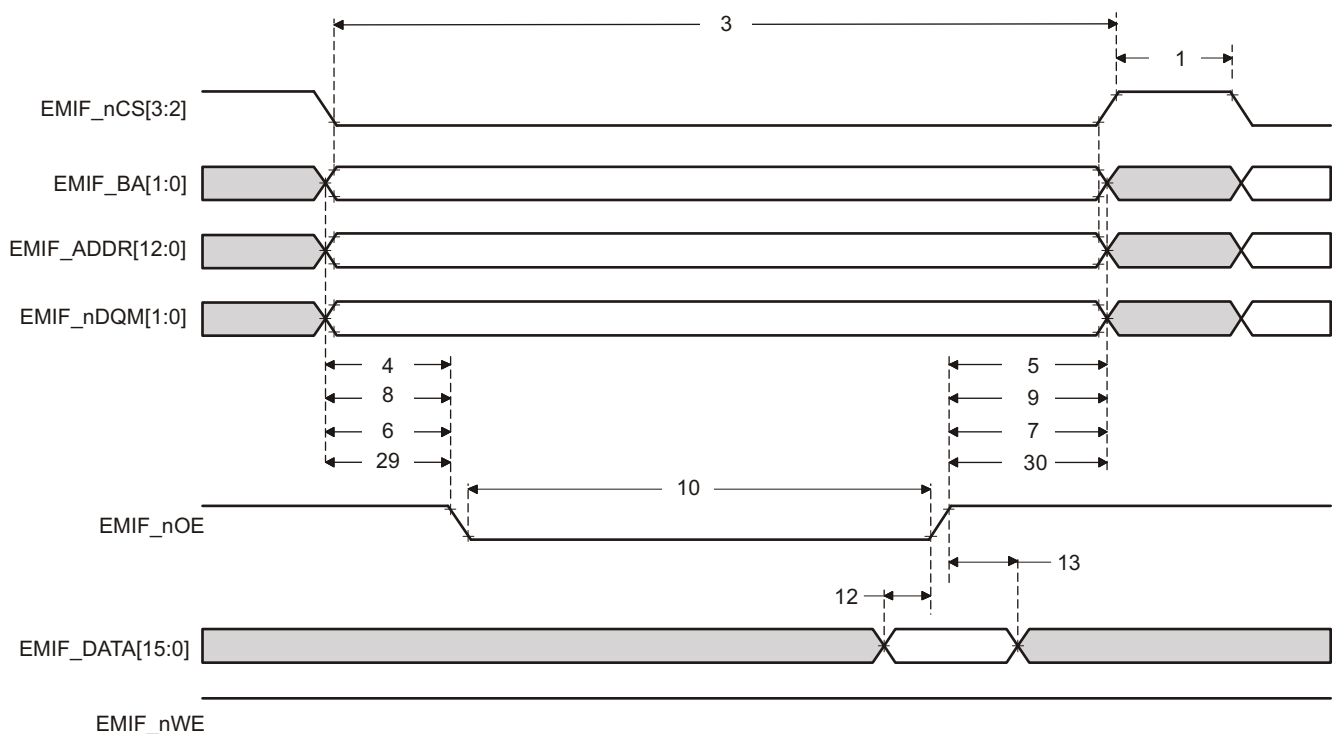 3
1
EMIF_nCS[3:2]
EMIF_BA[1:0]
EMIF_ADDR[12:0]
EMIF_nDQM[1:0]
4 5
8 9
6 7
29 30
10
EMIF_nOE
13
12
EMIF_DATA[15:0]
EMIF_nWE